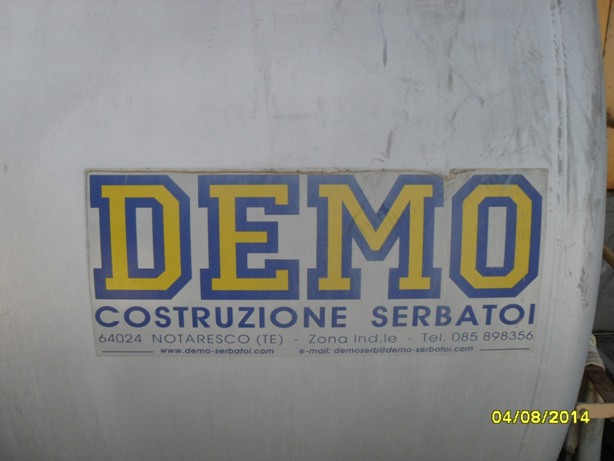 DEMO
COSTRUZIONE SERBATOI
64024 NOTARESCO (TE) - Zona Ind.le - Tel. 085 898356
www.demo-serbatoi.com e-mail: demoserb@demo-serbatoi.com
04/08/2014